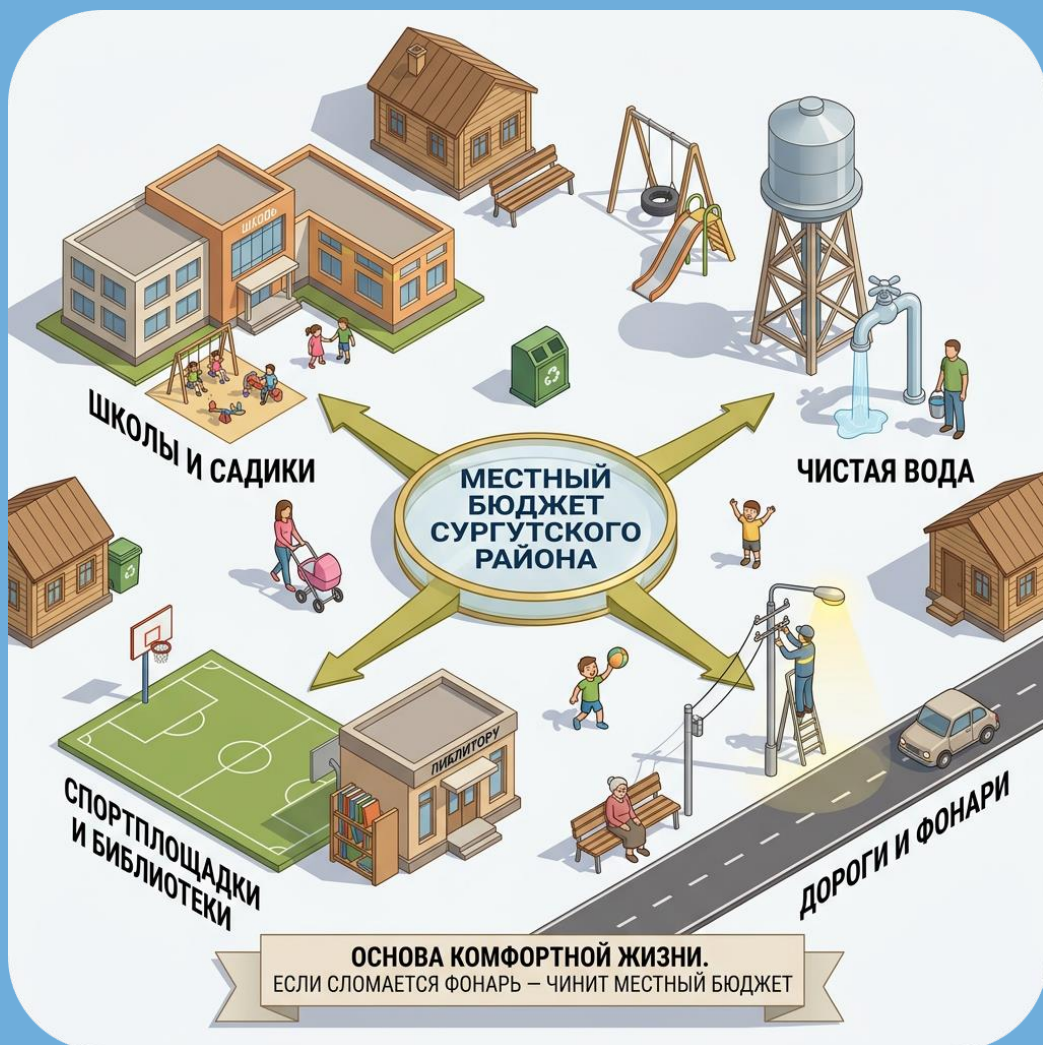 ШКОЛЬ
ШКОЛЫ И САДИКИ
ЧИСТАЯ ВОДА
МЕСТНЫЙ
БЮДЖЕТ
СУРГУТСКОГО
РАЙОНА
СПОРТПЛОЩАДКИ
И БИБЛИОТЕКИ
ДОРОГИ И ФОНАРИ
ОСНОВА КОМФОРТНОЙ ЖИЗНИ.
ЕСЛИ СЛОМАЕТСЯ ФОНАРЬ – ЧИНИТ МЕСТНЫЙ БЮДЖЕТ